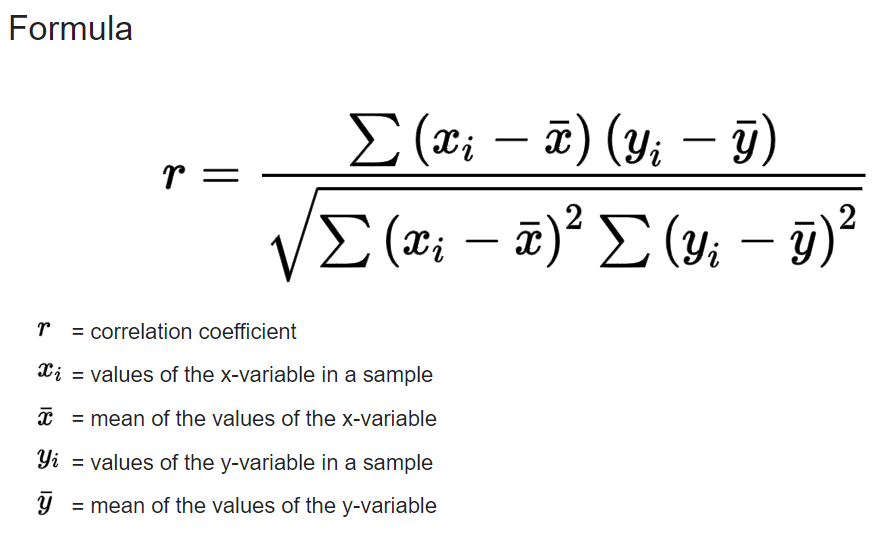 Formula
r = ∑(xᵢ − x̄)(yᵢ − ȳ) / √∑(xᵢ − x̄)² ∑(yᵢ − ȳ)²
r = correlation coefficient
xᵢ = values of the x-variable in a sample
x̄ = mean of the values of the x-variable
yᵢ = values of the y-variable in a sample
ȳ = mean of the values of the y-variable